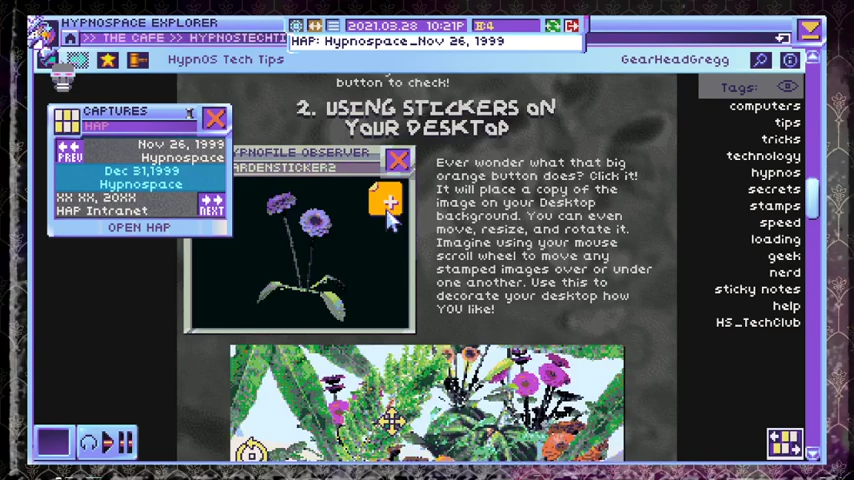 HYPNOSPACE EXPLORER
2021.03.28 10:21P
>> THE CAFE >> HYPNOSTECHTI
HAP: Hypnospace_Nov 26, 1999
HypnOS Tech Tips
GearHeadGregg
button to check!
2. USING STICKERS ON
YOUR DESKTOP
CAPTURES
HAP
PREV
Nov 26, 1999
Hypnospace
Dec 31,1999
Hypnospace
XX XX, 20XX
HAP Intranet
NEXT
OPEN HAP
YPNOFILE OBSERVER
ARDENSTICKER2
Ever wonder what that big
orange button does? Click it!
It will place a copy of the
image on your Desktop
background. You can even
move, resize, and rotate it.
Imagine using your mouse
scroll wheel to move any
stamped images over or under
one another. Use this to
decorate your desktop how
YOU like!
Tags:
computers
tips
tricks
technology
hypnos
secrets
stamps
speed
loading
geek
nerd
sticky notes
help
HS_TechClub